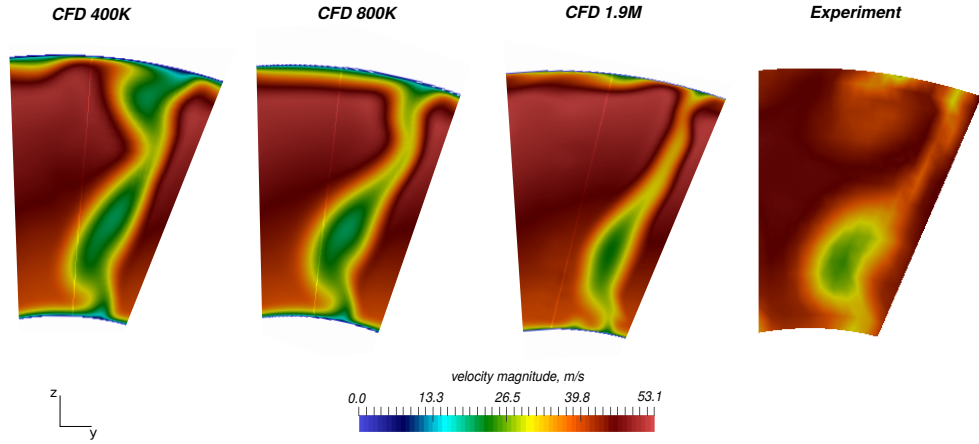 CFD 400K
CFD 800K
CFD 1.9M
Experiment
velocity magnitude, m/s
0.0 13.3 26.5 39.8 53.1
z
y